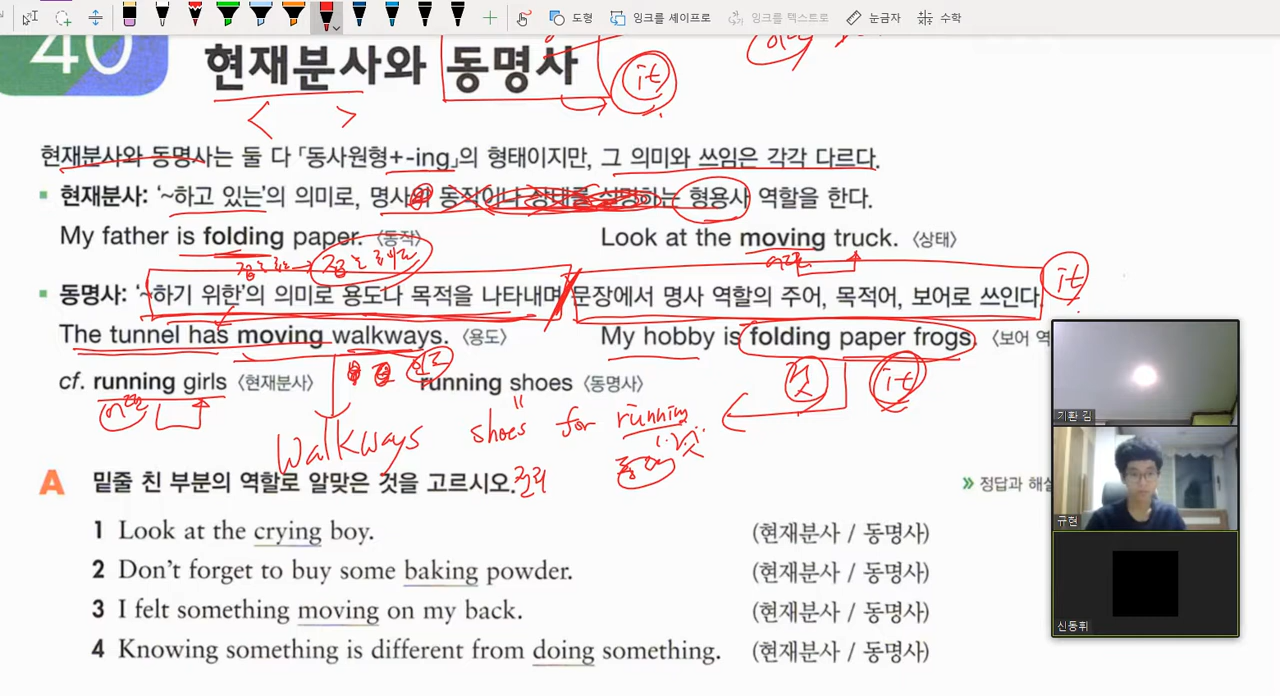 도형 잉크를 셰이프로 잉크를 텍스트로 눈금자 수학
40 현재분사와 동명사 it
현재분사와 동명사는 둘 다 「동사원형+-ing」의 형태이지만, 그 의미와 쓰임은 각각 다르다.
현재분사: '~하고 있는'의 의미로, 명사의 동작이나 상태를 설명하는 형용사 역할을 한다.
My father is folding paper. 〈동작〉 Look at the moving truck. 〈상태〉
it
동명사: '~하기 위한'의 의미로 용도나 목적을 나타내며 문장에서 명사 역할의 주어, 목적어, 보어로 쓰인다.
The tunnel has moving walkways. 〈용도〉 My hobby is folding paper frogs. 〈보어 역
cf. running girls 〈현재분사〉 running shoes 〈동명사〉
것 it
walkways shoes for running
A 밑줄 친 부분의 역할로 알맞은 것을 고르시오.
» 정답과 해설
1 Look at the crying boy. (현재분사 / 동명사)
2 Don't forget to buy some baking powder. (현재분사 / 동명사)
3 I felt something moving on my back. (현재분사 / 동명사)
4 Knowing something is different from doing something. (현재분사 / 동명사)
기환 김
규현
신동휘